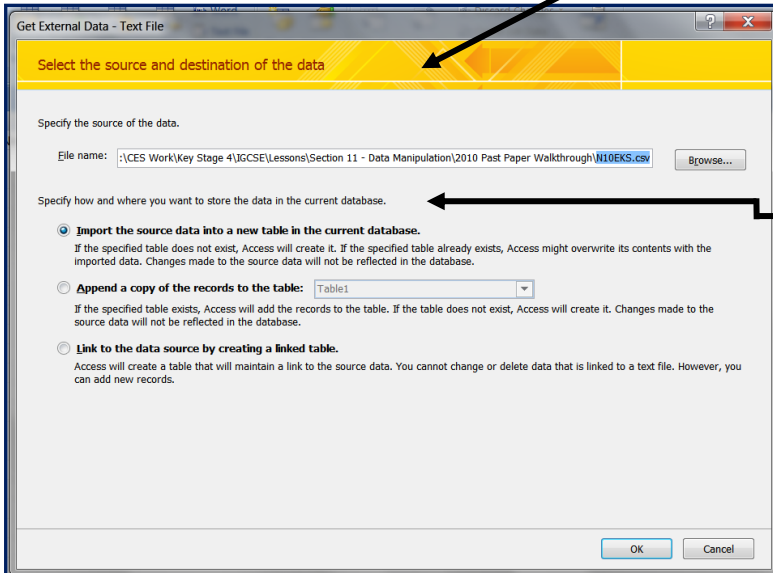 Word
Get External Data - Text File
Select the source and destination of the data
Specify the source of the data.
File name: :\CES Work\Key Stage 4\IGCSE\Lessons\Section 11 - Data Manipulation\2010 Past Paper Walkthrough\N10EKS.csv Browse...
Specify how and where you want to store the data in the current database.
Import the source data into a new table in the current database.
If the specified table does not exist, Access will create it. If the specified table already exists, Access might overwrite its contents with the
imported data. Changes made to the source data will not be reflected in the database.
Append a copy of the records to the table: Table1
If the specified table exists, Access will add the records to the table. If the table does not exist, Access will create it. Changes made to the
source data will not be reflected in the database.
Link to the data source by creating a linked table.
Access will create a table that will maintain a link to the source data. You cannot change or delete data that is linked to a text file. However, you
can add new records.
OK Cancel